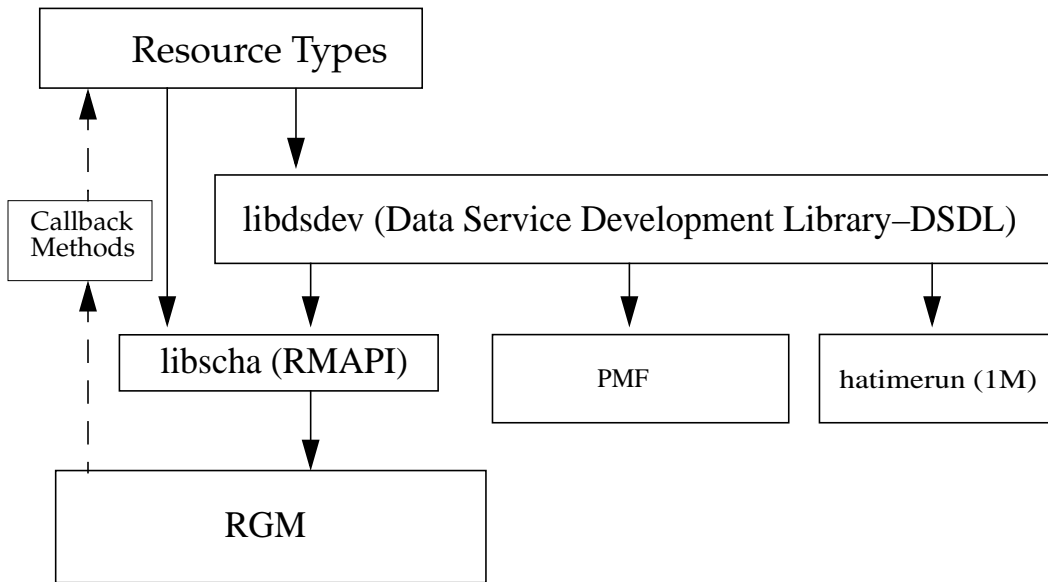 Resource Types
Callback
Methods
libdsdev (Data Service Development Library–DSDL)
libscha (RMAPI)
PMF
hatimerun (1M)
RGM